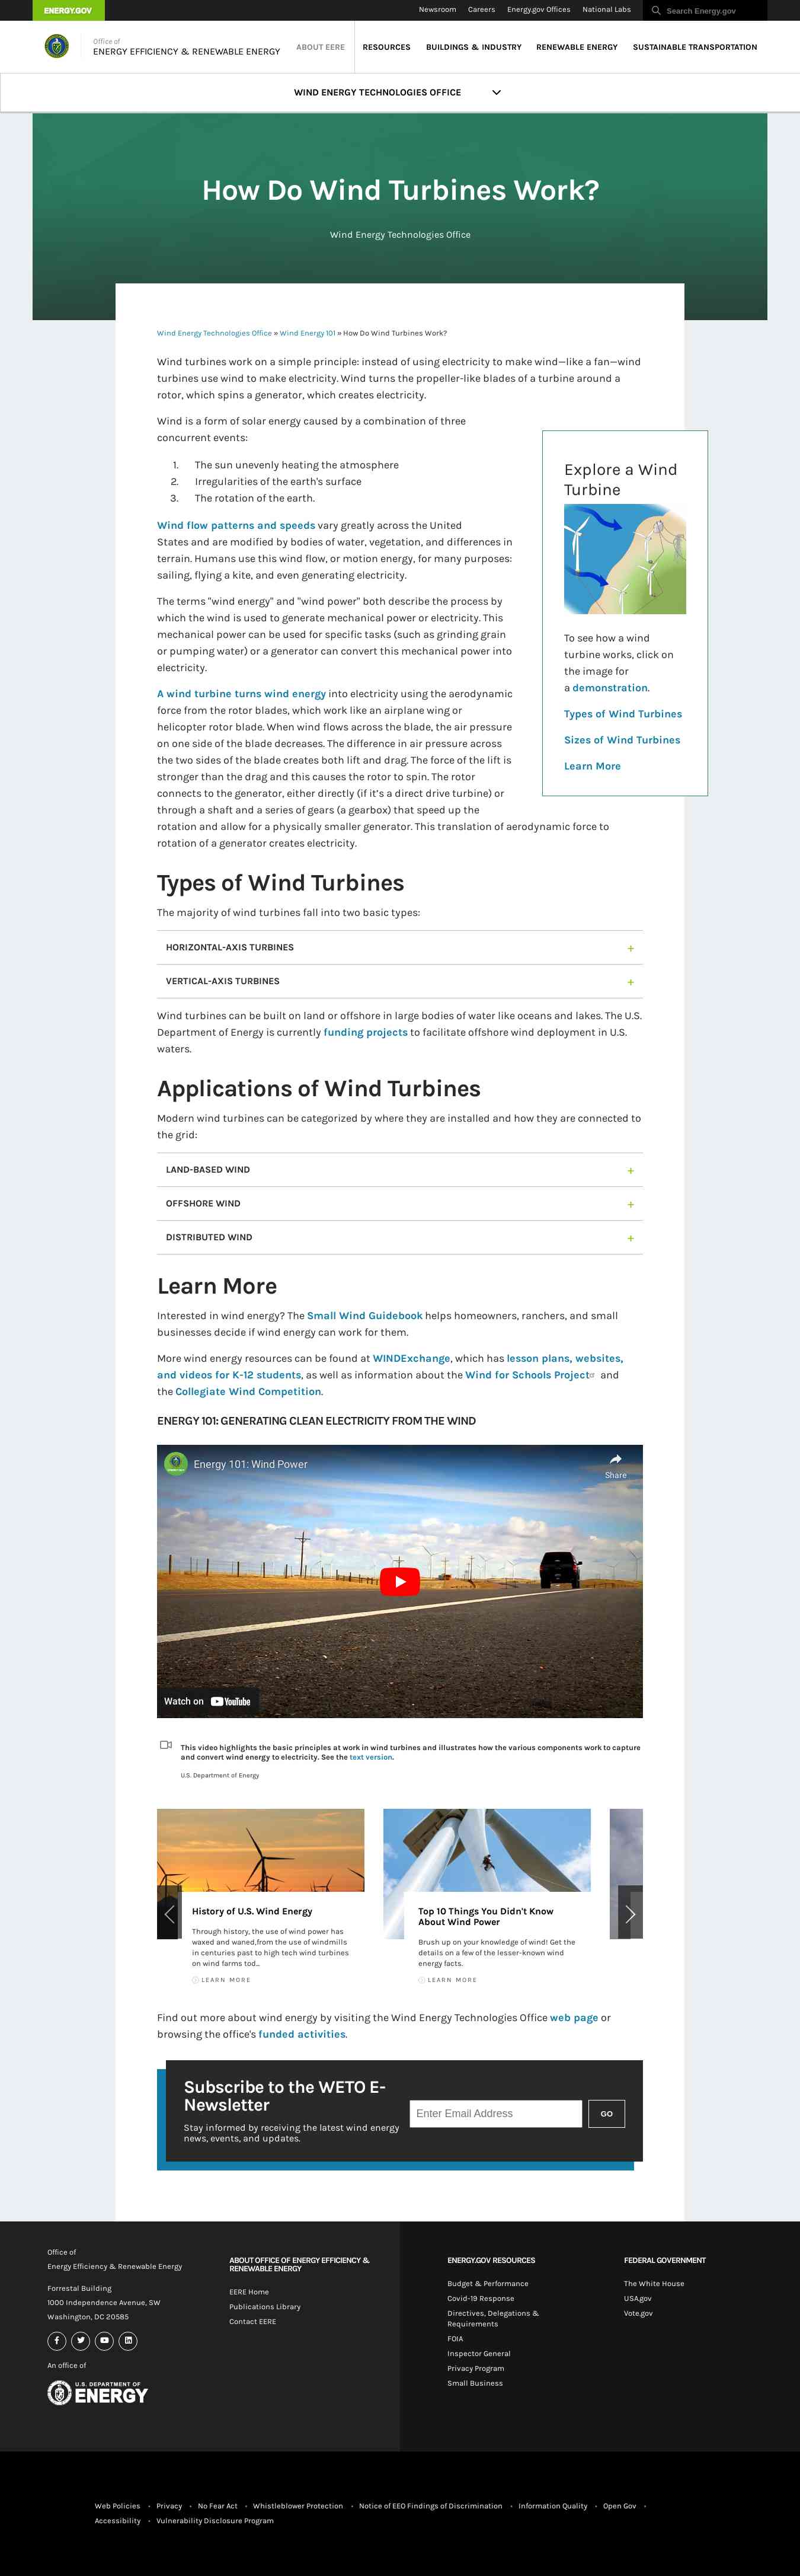 ENERGY.GOV
Newsroom Careers Energy.gov Offices National Labs Search Energy.gov
Office of
ENERGY EFFICIENCY & RENEWABLE ENERGY
ABOUT EERE RESOURCES BUILDINGS & INDUSTRY RENEWABLE ENERGY SUSTAINABLE TRANSPORTATION
WIND ENERGY TECHNOLOGIES OFFICE
How Do Wind Turbines Work?
Wind Energy Technologies Office
Wind Energy Technologies Office » Wind Energy 101 » How Do Wind Turbines Work?
Wind turbines work on a simple principle: instead of using electricity to make wind—like a fan—wind
turbines use wind to make electricity. Wind turns the propeller-like blades of a turbine around a
rotor, which spins a generator, which creates electricity.
Wind is a form of solar energy caused by a combination of three
concurrent events:
1. The sun unevenly heating the atmosphere
2. Irregularities of the earth's surface
3. The rotation of the earth.
Wind flow patterns and speeds vary greatly across the United
States and are modified by bodies of water, vegetation, and differences in
terrain. Humans use this wind flow, or motion energy, for many purposes:
sailing, flying a kite, and even generating electricity.
The terms "wind energy" and "wind power" both describe the process by
which the wind is used to generate mechanical power or electricity. This
mechanical power can be used for specific tasks (such as grinding grain
or pumping water) or a generator can convert this mechanical power into
electricity.
A wind turbine turns wind energy into electricity using the aerodynamic
force from the rotor blades, which work like an airplane wing or
helicopter rotor blade. When wind flows across the blade, the air pressure
on one side of the blade decreases. The difference in air pressure across
the two sides of the blade creates both lift and drag. The force of the lift is
stronger than the drag and this causes the rotor to spin. The rotor
connects to the generator, either directly (if it's a direct drive turbine) or
through a shaft and a series of gears (a gearbox) that speed up the
rotation and allow for a physically smaller generator. This translation of aerodynamic force to
rotation of a generator creates electricity.
Explore a Wind
Turbine
To see how a wind
turbine works, click on
the image for
a demonstration.
Types of Wind Turbines
Sizes of Wind Turbines
Learn More
Types of Wind Turbines
The majority of wind turbines fall into two basic types:
HORIZONTAL-AXIS TURBINES +
VERTICAL-AXIS TURBINES +
Wind turbines can be built on land or offshore in large bodies of water like oceans and lakes. The U.S.
Department of Energy is currently funding projects to facilitate offshore wind deployment in U.S.
waters.
Applications of Wind Turbines
Modern wind turbines can be categorized by where they are installed and how they are connected to
the grid:
LAND-BASED WIND +
OFFSHORE WIND +
DISTRIBUTED WIND +
Learn More
Interested in wind energy? The Small Wind Guidebook helps homeowners, ranchers, and small
businesses decide if wind energy can work for them.
More wind energy resources can be found at WINDExchange, which has lesson plans, websites,
and videos for K-12 students, as well as information about the Wind for Schools Project and
the Collegiate Wind Competition.
ENERGY 101: GENERATING CLEAN ELECTRICITY FROM THE WIND
Energy 101: Wind Power
Share
Watch on YouTube
This video highlights the basic principles at work in wind turbines and illustrates how the various components work to capture
and convert wind energy to electricity. See the text version.
U.S. Department of Energy
History of U.S. Wind Energy
Through history, the use of wind power has
waxed and waned,from the use of windmills
in centuries past to high tech wind turbines
on wind farms tod...
LEARN MORE
Top 10 Things You Didn't Know
About Wind Power
Brush up on your knowledge of wind! Get the
details on a few of the lesser-known wind
energy facts.
LEARN MORE
Find out more about wind energy by visiting the Wind Energy Technologies Office web page or
browsing the office's funded activities.
Subscribe to the WETO E-
Newsletter
Stay informed by receiving the latest wind energy
news, events, and updates.
Enter Email Address GO
Office of
Energy Efficiency & Renewable Energy
Forrestal Building
1000 Independence Avenue, SW
Washington, DC 20585
An office of
U.S. DEPARTMENT OF
ENERGY
ABOUT OFFICE OF ENERGY EFFICIENCY &
RENEWABLE ENERGY
EERE Home
Publications Library
Contact EERE
ENERGY.GOV RESOURCES
Budget & Performance
Covid-19 Response
Directives, Delegations &
Requirements
FOIA
Inspector General
Privacy Program
Small Business
FEDERAL GOVERNMENT
The White House
USA.gov
Vote.gov
Web Policies • Privacy • No Fear Act • Whistleblower Protection • Notice of EEO Findings of Discrimination • Information Quality • Open Gov •
Accessibility • Vulnerability Disclosure Program